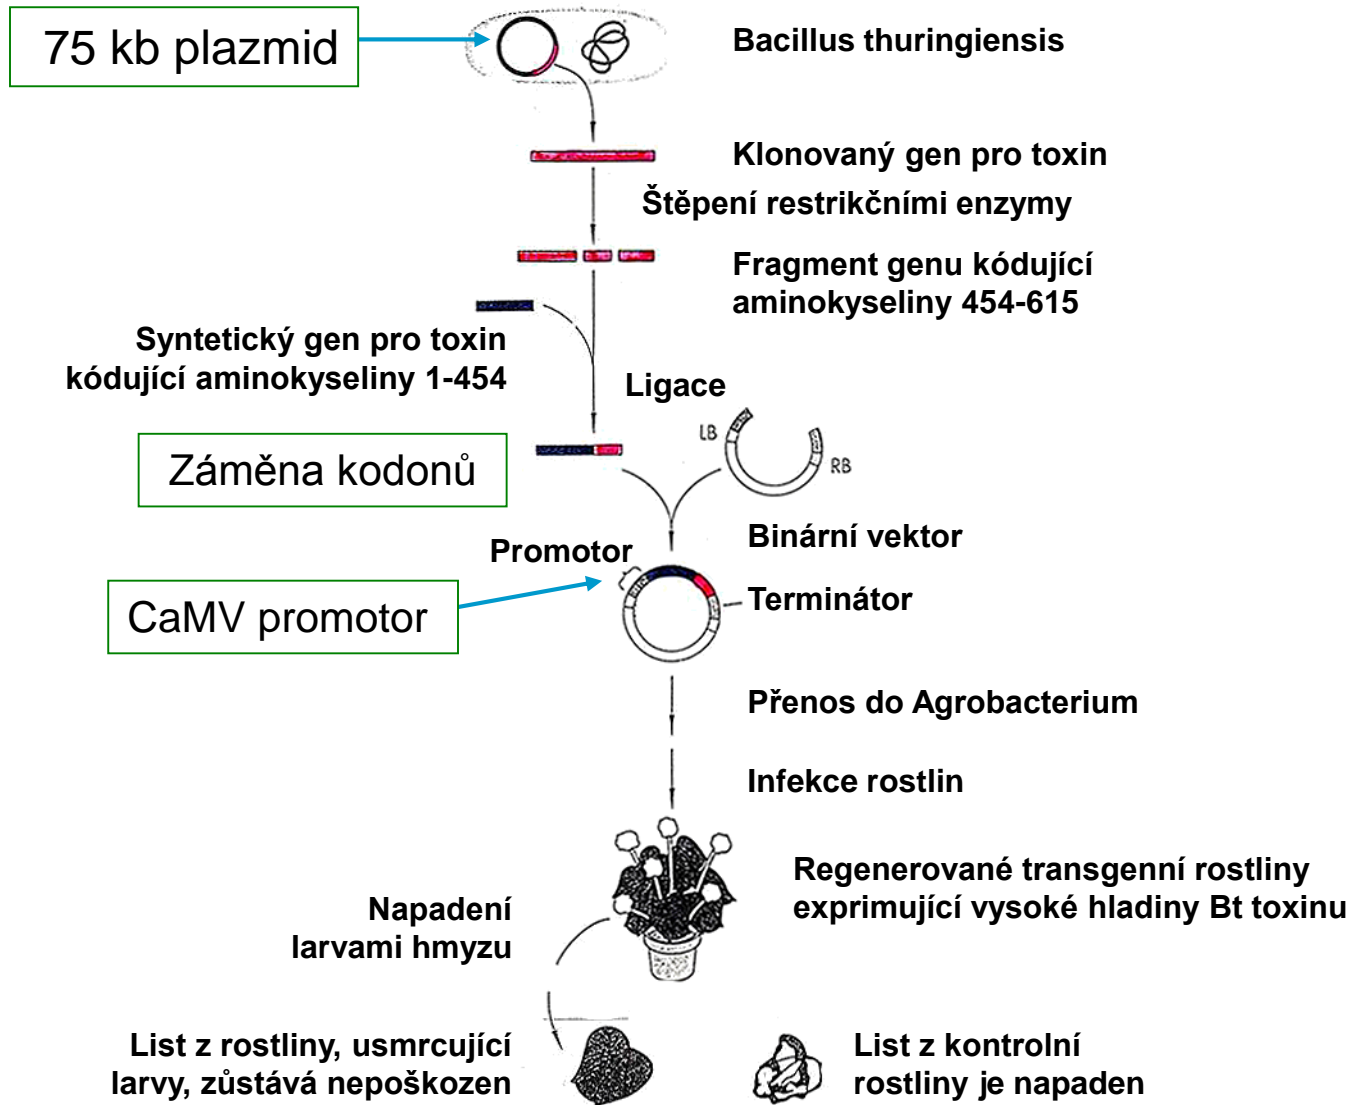 75 kb plazmid
Bacillus thuringiensis
Klonovaný gen pro toxin
Štěpení restrikčními enzymy
Fragment genu kódující
aminokyseliny 454-615
Syntetický gen pro toxin
kódující aminokyseliny 1-454
Ligace
LB
RB
Záměna kodonů
Binární vektor
Promotor
Terminátor
CaMV promotor
Přenos do Agrobacterium
Infekce rostlin
Regenerované transgenní rostliny
exprimující vysoké hladiny Bt toxinu
Napadení
larvami hmyzu
List z rostliny, usmrcující
larvy, zůstává nepoškozen
List z kontrolní
rostliny je napaden